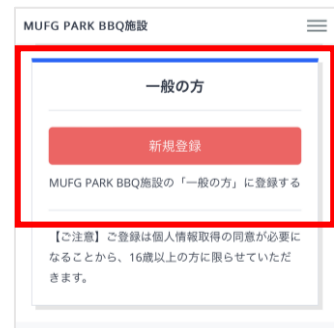 MUFG PARK BBQ施設
一般の方
新規登録
MUFG PARK BBQ施設の「一般の方」に登録する
【ご注意】ご登録は個人情報取得の同意が必要に
なることから、16歳以上の方に限らせていただ
きます。